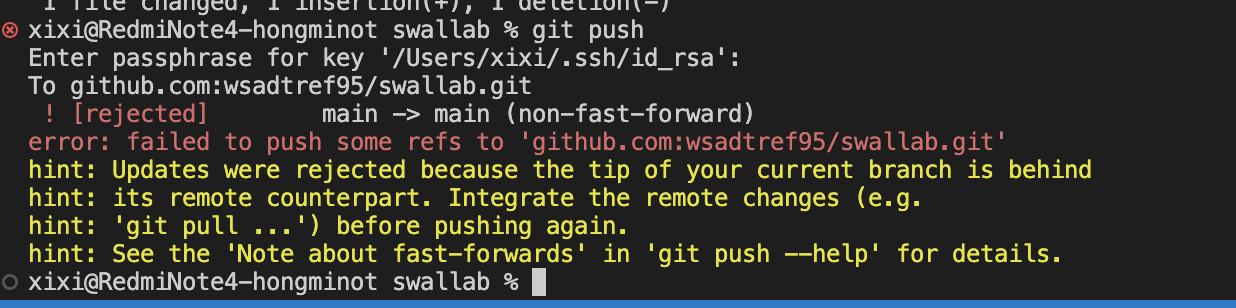 1 file changed, 1 insertion(+), 1 deletion(-)
xixi@RedmiNote4-hongminot swallab % git push
Enter passphrase for key '/Users/xixi/.ssh/id_rsa':
To github.com:wsadtref95/swallab.git
 ! [rejected]        main -> main (non-fast-forward)
error: failed to push some refs to 'github.com:wsadtref95/swallab.git'
hint: Updates were rejected because the tip of your current branch is behind
hint: its remote counterpart. Integrate the remote changes (e.g.
hint: 'git pull ...') before pushing again.
hint: See the 'Note about fast-forwards' in 'git push --help' for details.
xixi@RedmiNote4-hongminot swallab %